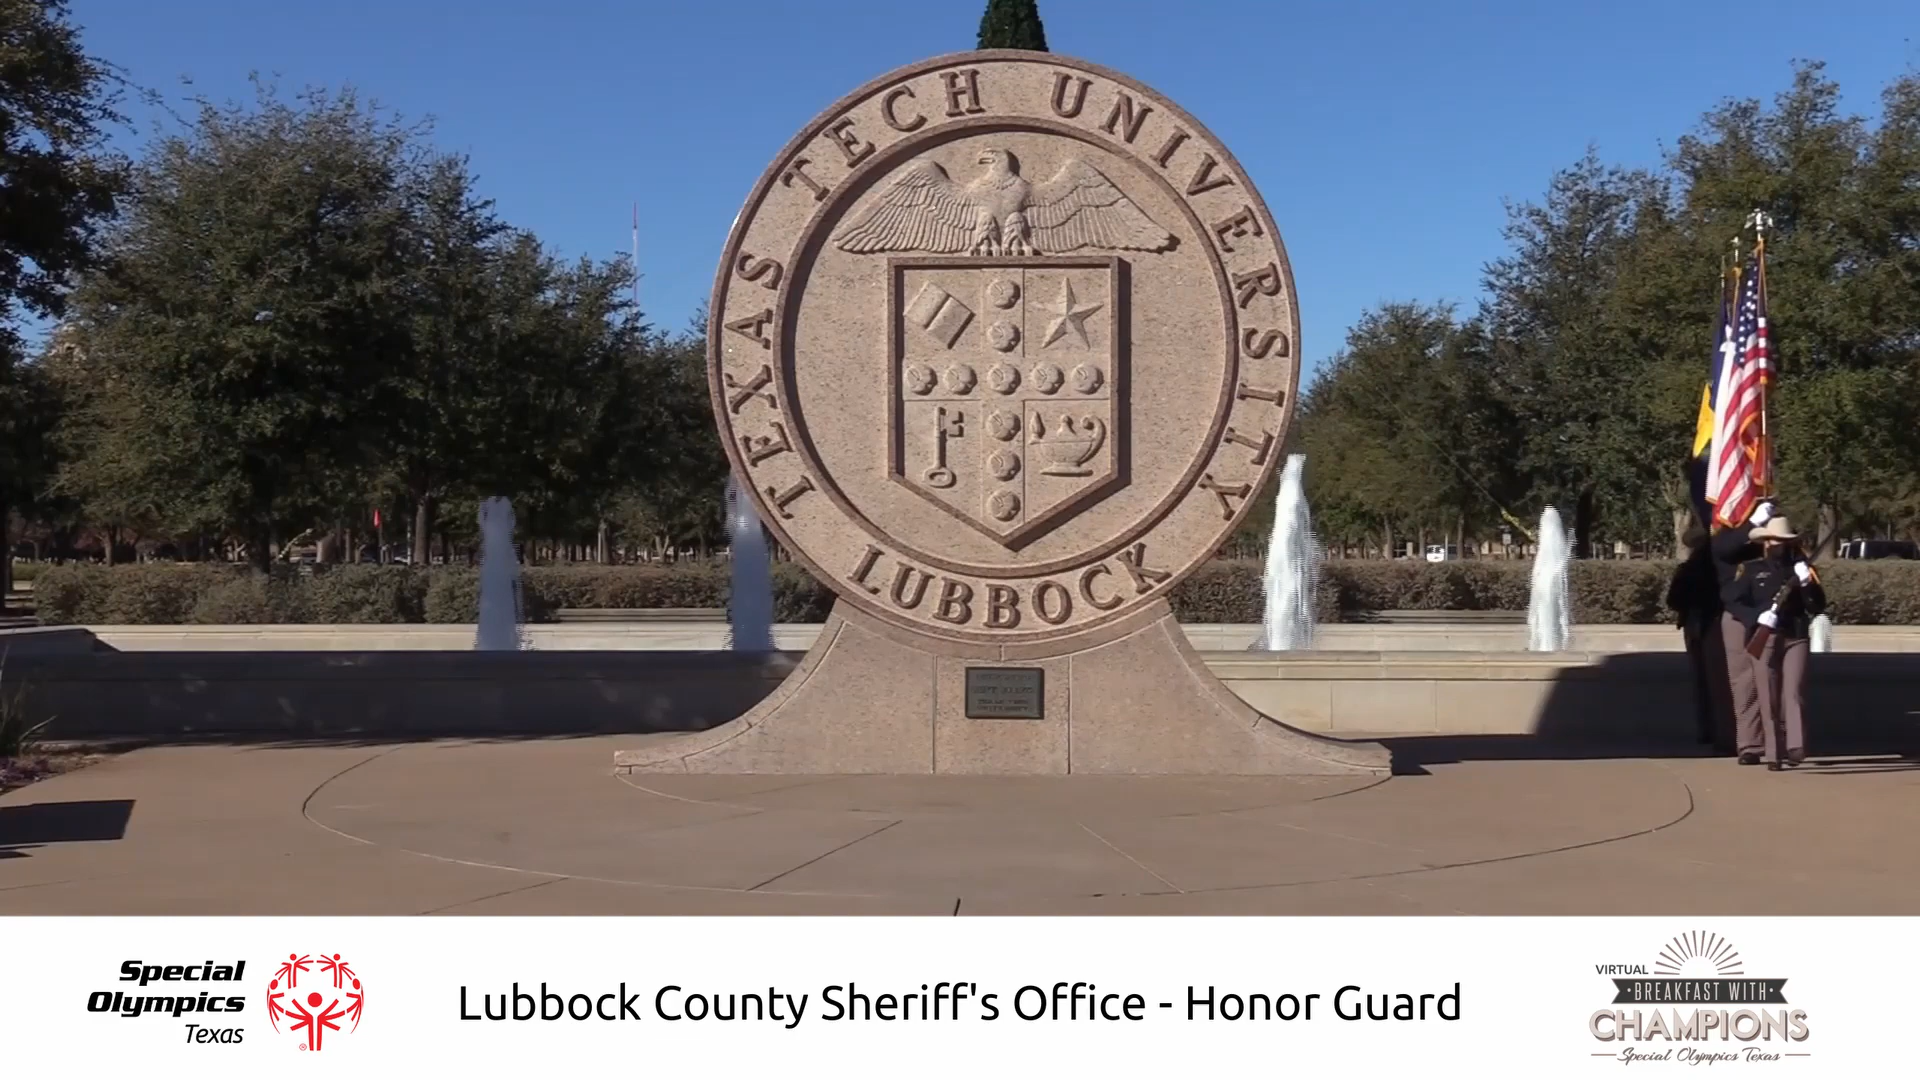 TEXAS TECH UNIVERSITY
LUBBOCK
Special
Olympics
Texas
®
Lubbock County Sheriff's Office - Honor Guard
VIRTUAL
BREAKFAST WITH
CHAMPIONS
Special Olympics Texas